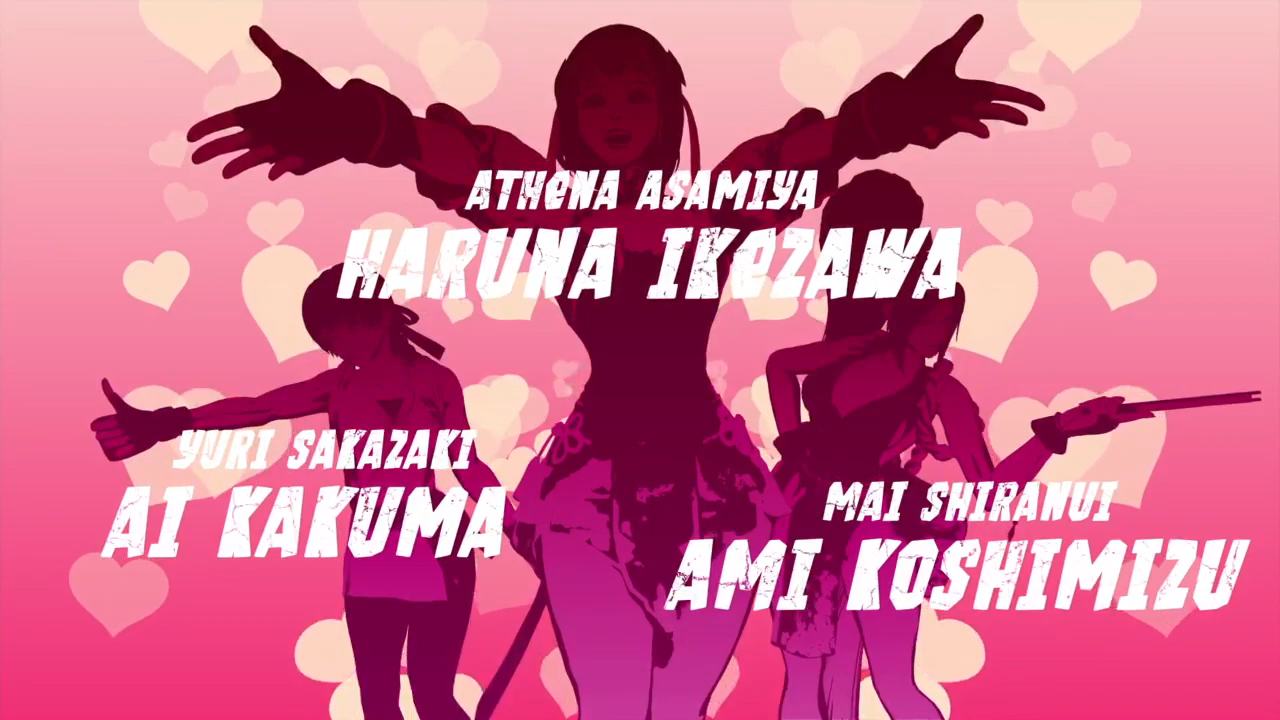 ATHENA ASAMIYA
HARUNA IKEZAWA
YURI SAKAZAKI
AI KAKUMA
MAI SHIRANUI
AMI KOSHIMIZU